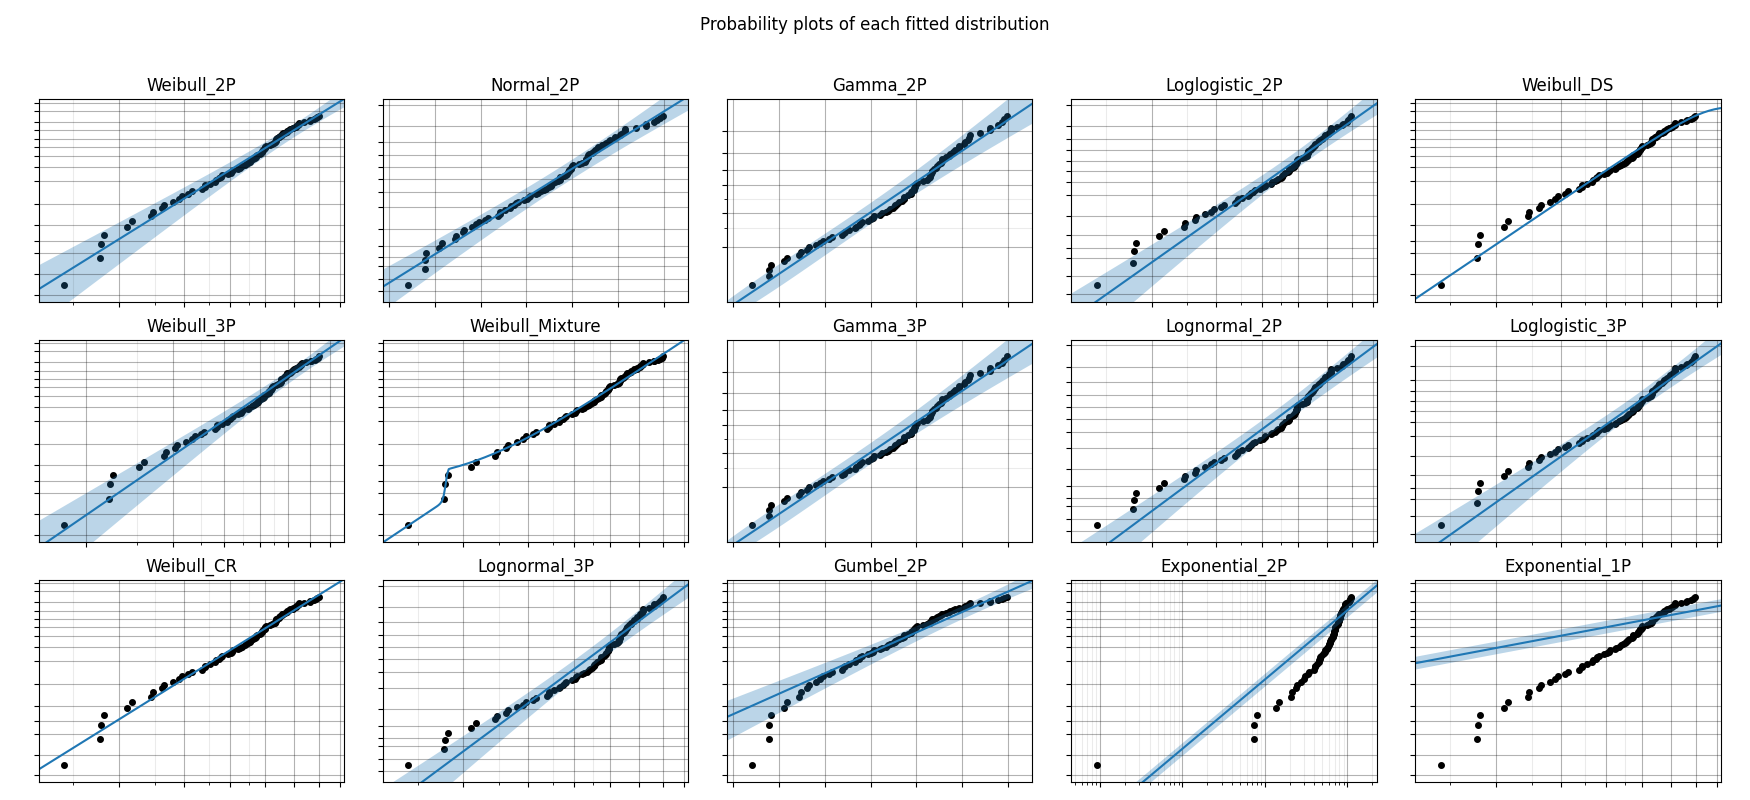 Probability plots of each fitted distribution
Weibull_2P
Normal_2P
Gamma_2P
Loglogistic_2P
Weibull_DS
Weibull_3P
Weibull_Mixture
Gamma_3P
Lognormal_2P
Loglogistic_3P
Weibull_CR
Lognormal_3P
Gumbel_2P
Exponential_2P
Exponential_1P